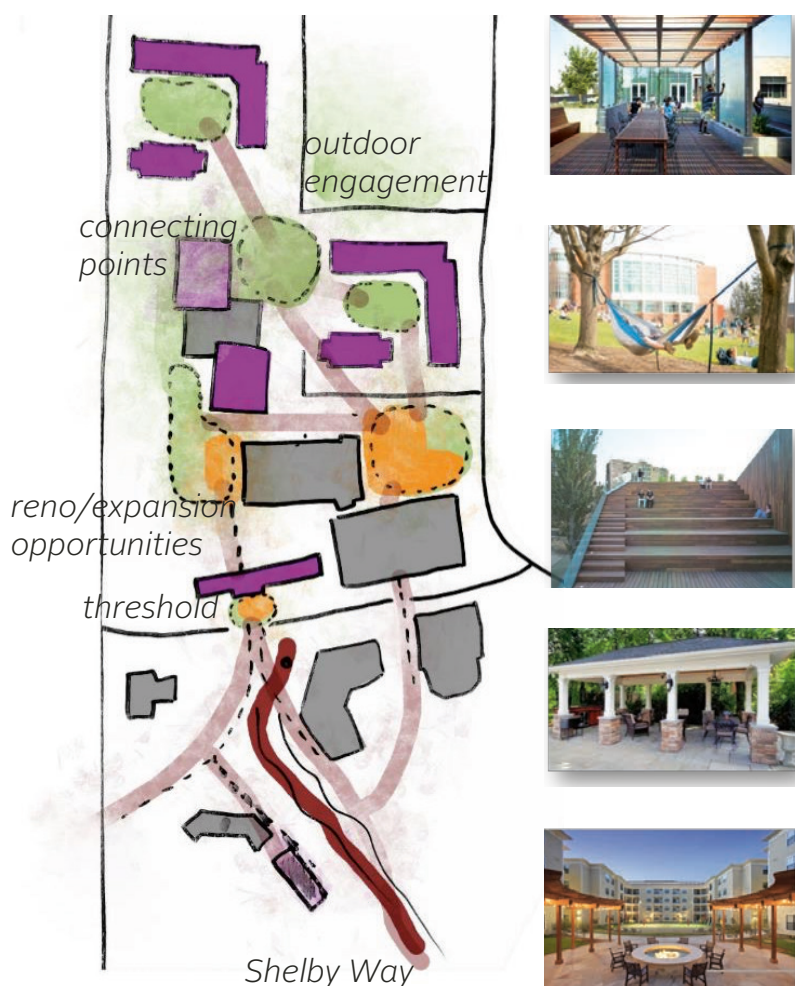 outdoor
engagement
connecting
points
reno/expansion
opportunities
threshold
Shelby Way